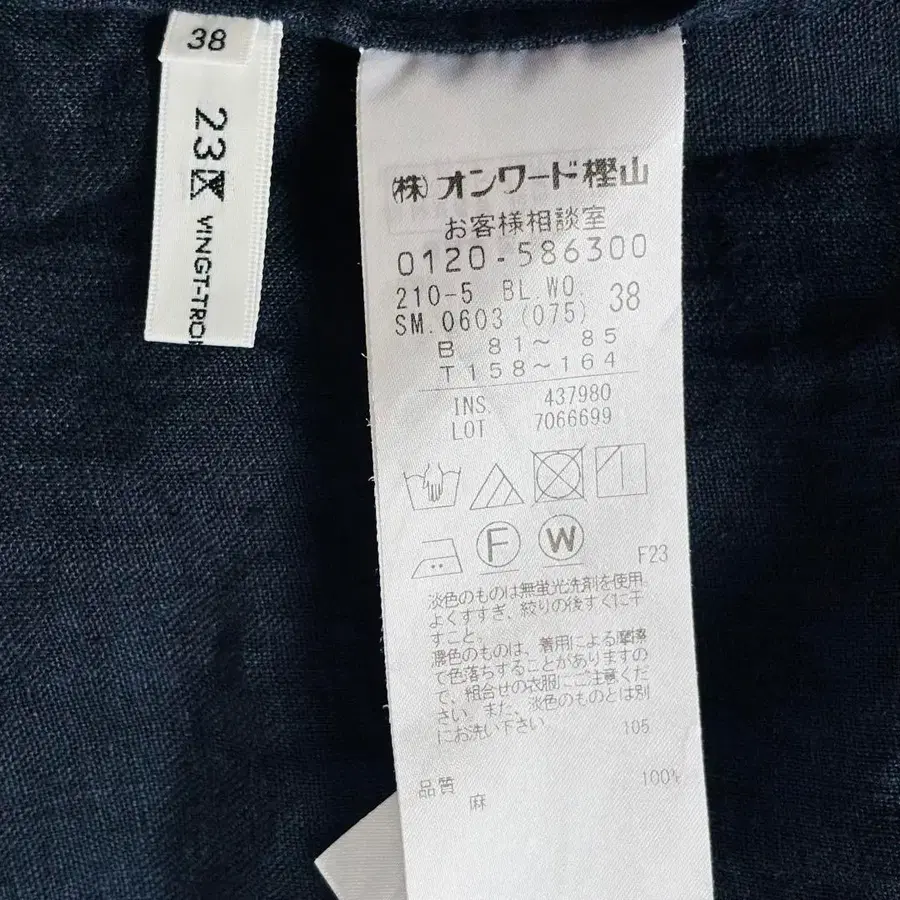 38
23区
VINGT-TRO
㈱オンワード樫山
お客様相談室
0120-586300
210-5 BL.WO.
SM.0603 (075) 38
B 81～ 85
T 158～164
INS. 437980
LOT 7066699
F W
F23
淡色のものは無蛍光洗剤を使用。
よくすすぎ、絞りの後すぐに干
すこと。
濃色のものは、着用による摩擦
で色落ちすることがありますの
で、組合せの衣服にご注意くだ
さい。また、淡色のものとは別
にお洗い下さい。
105
品質 100%
麻